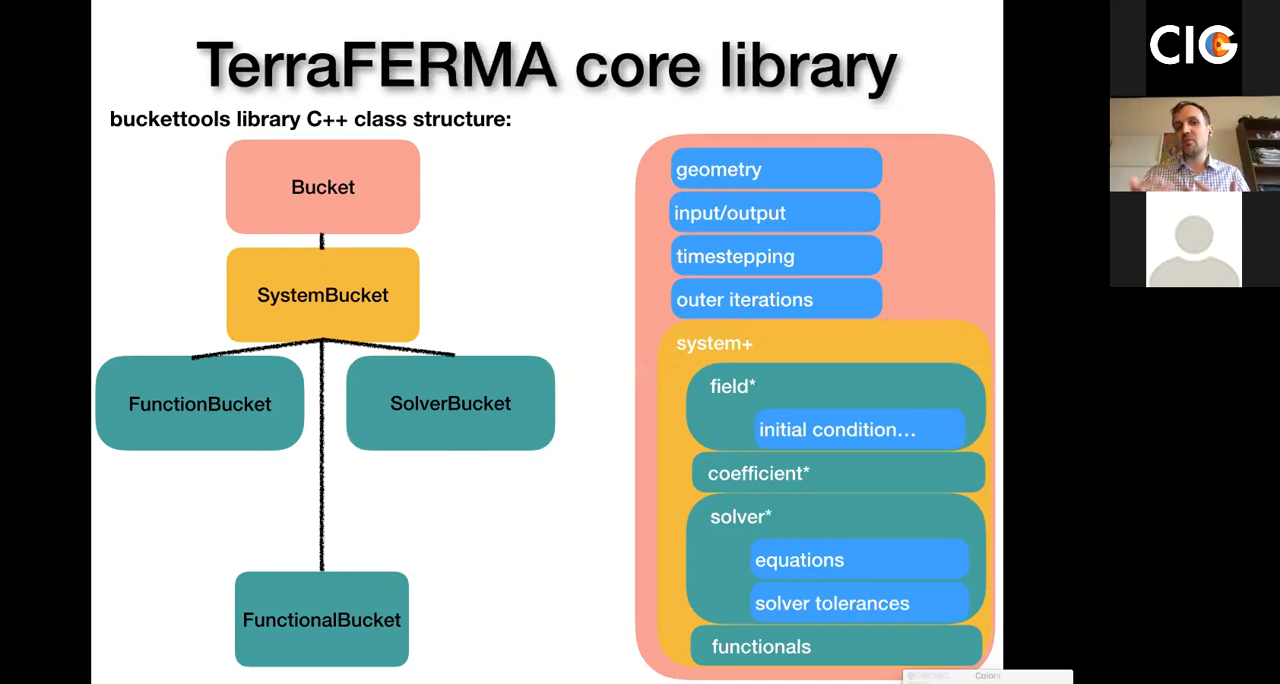 TerraFERMA core library
buckettools library C++ class structure:
Bucket
SystemBucket
FunctionBucket
SolverBucket
FunctionalBucket
geometry
input/output
timestepping
outer iterations
system+
field*
initial condition...
coefficient*
solver*
equations
solver tolerances
functionals
Colors
CIG